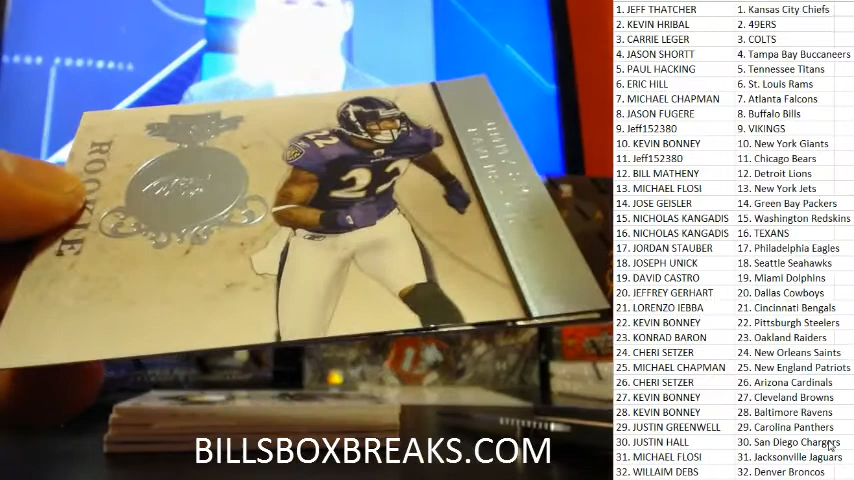 1. JEFF THATCHER 1. Kansas City Chiefs
2. KEVIN HRIBAL 2. 49ERS
3. CARRIE LEGER 3. COLTS
4. JASON SHORTT 4. Tampa Bay Buccaneers
5. PAUL HACKING 5. Tennessee Titans
6. ERIC HILL 6. St. Louis Rams
7. MICHAEL CHAPMAN 7. Atlanta Falcons
8. JASON FUGERE 8. Buffalo Bills
9. Jeff152380 9. VIKINGS
10. KEVIN BONNEY 10. New York Giants
11. Jeff152380 11. Chicago Bears
12. BILL MATHENY 12. Detroit Lions
13. MICHAEL FLOSI 13. New York Jets
14. JOSE GEISLER 14. Green Bay Packers
15. NICHOLAS KANGADIS 15. Washington Redskins
16. NICHOLAS KANGADIS 16. TEXANS
17. JORDAN STAUBER 17. Philadelphia Eagles
18. JOSEPH UNICK 18. Seattle Seahawks
19. DAVID CASTRO 19. Miami Dolphins
20. JEFFREY GERHART 20. Dallas Cowboys
21. LORENZO IEBBA 21. Cincinnati Bengals
22. KEVIN BONNEY 22. Pittsburgh Steelers
23. KONRAD BARON 23. Oakland Raiders
24. CHERI SETZER 24. New Orleans Saints
25. MICHAEL CHAPMAN 25. New England Patriots
26. CHERI SETZER 26. Arizona Cardinals
27. KEVIN BONNEY 27. Cleveland Browns
28. KEVIN BONNEY 28. Baltimore Ravens
29. JUSTIN GREENWELL 29. Carolina Panthers
30. JUSTIN HALL 30. San Diego Chargers
31. MICHAEL FLOSI 31. Jacksonville Jaguars
32. WILLAIM DEBS 32. Denver Broncos
FOOTBALL
ROOKIE
22
22
BILLSBOXBREAKS.COM